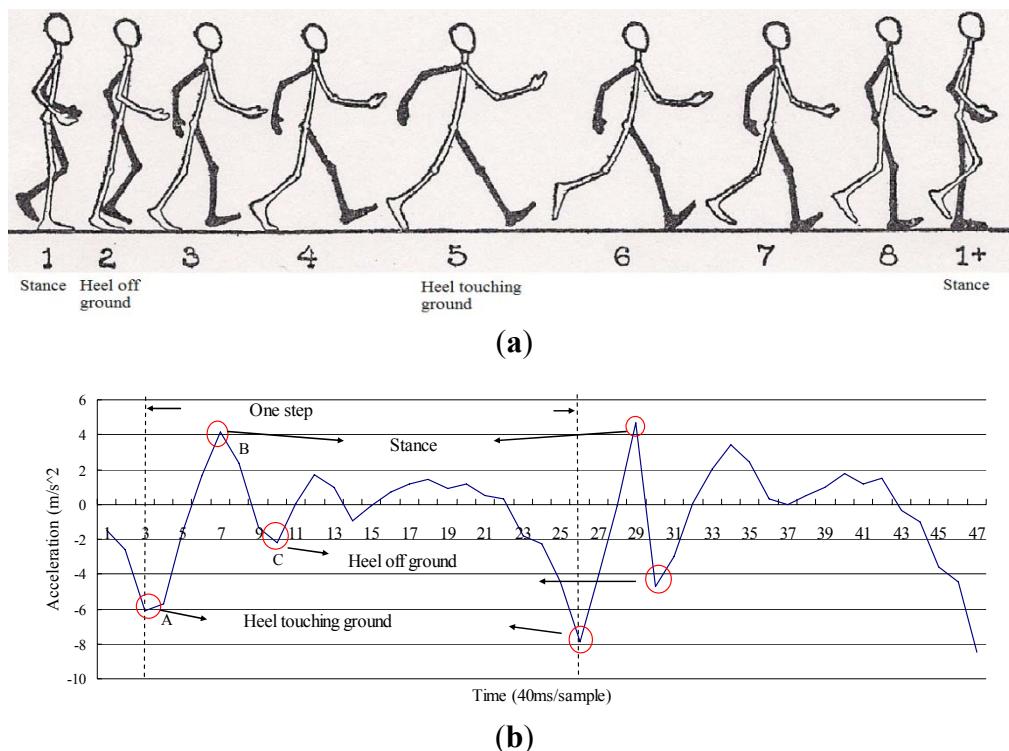 1 2 3 4 5 6 7 8 1+
Stance Heel off ground Heel touching ground Stance
(a)
6
One step
4
B Stance
2
0
1 3 5 7 9 11 13 15 17 19 21 23 25 27 29 31 33 35 37 39 41 43 45 47
-2
C Heel off ground
-4
-6
A Heel touching ground
-8
-10
Acceleration (m/s^2
Time (40ms/sample)
(b)